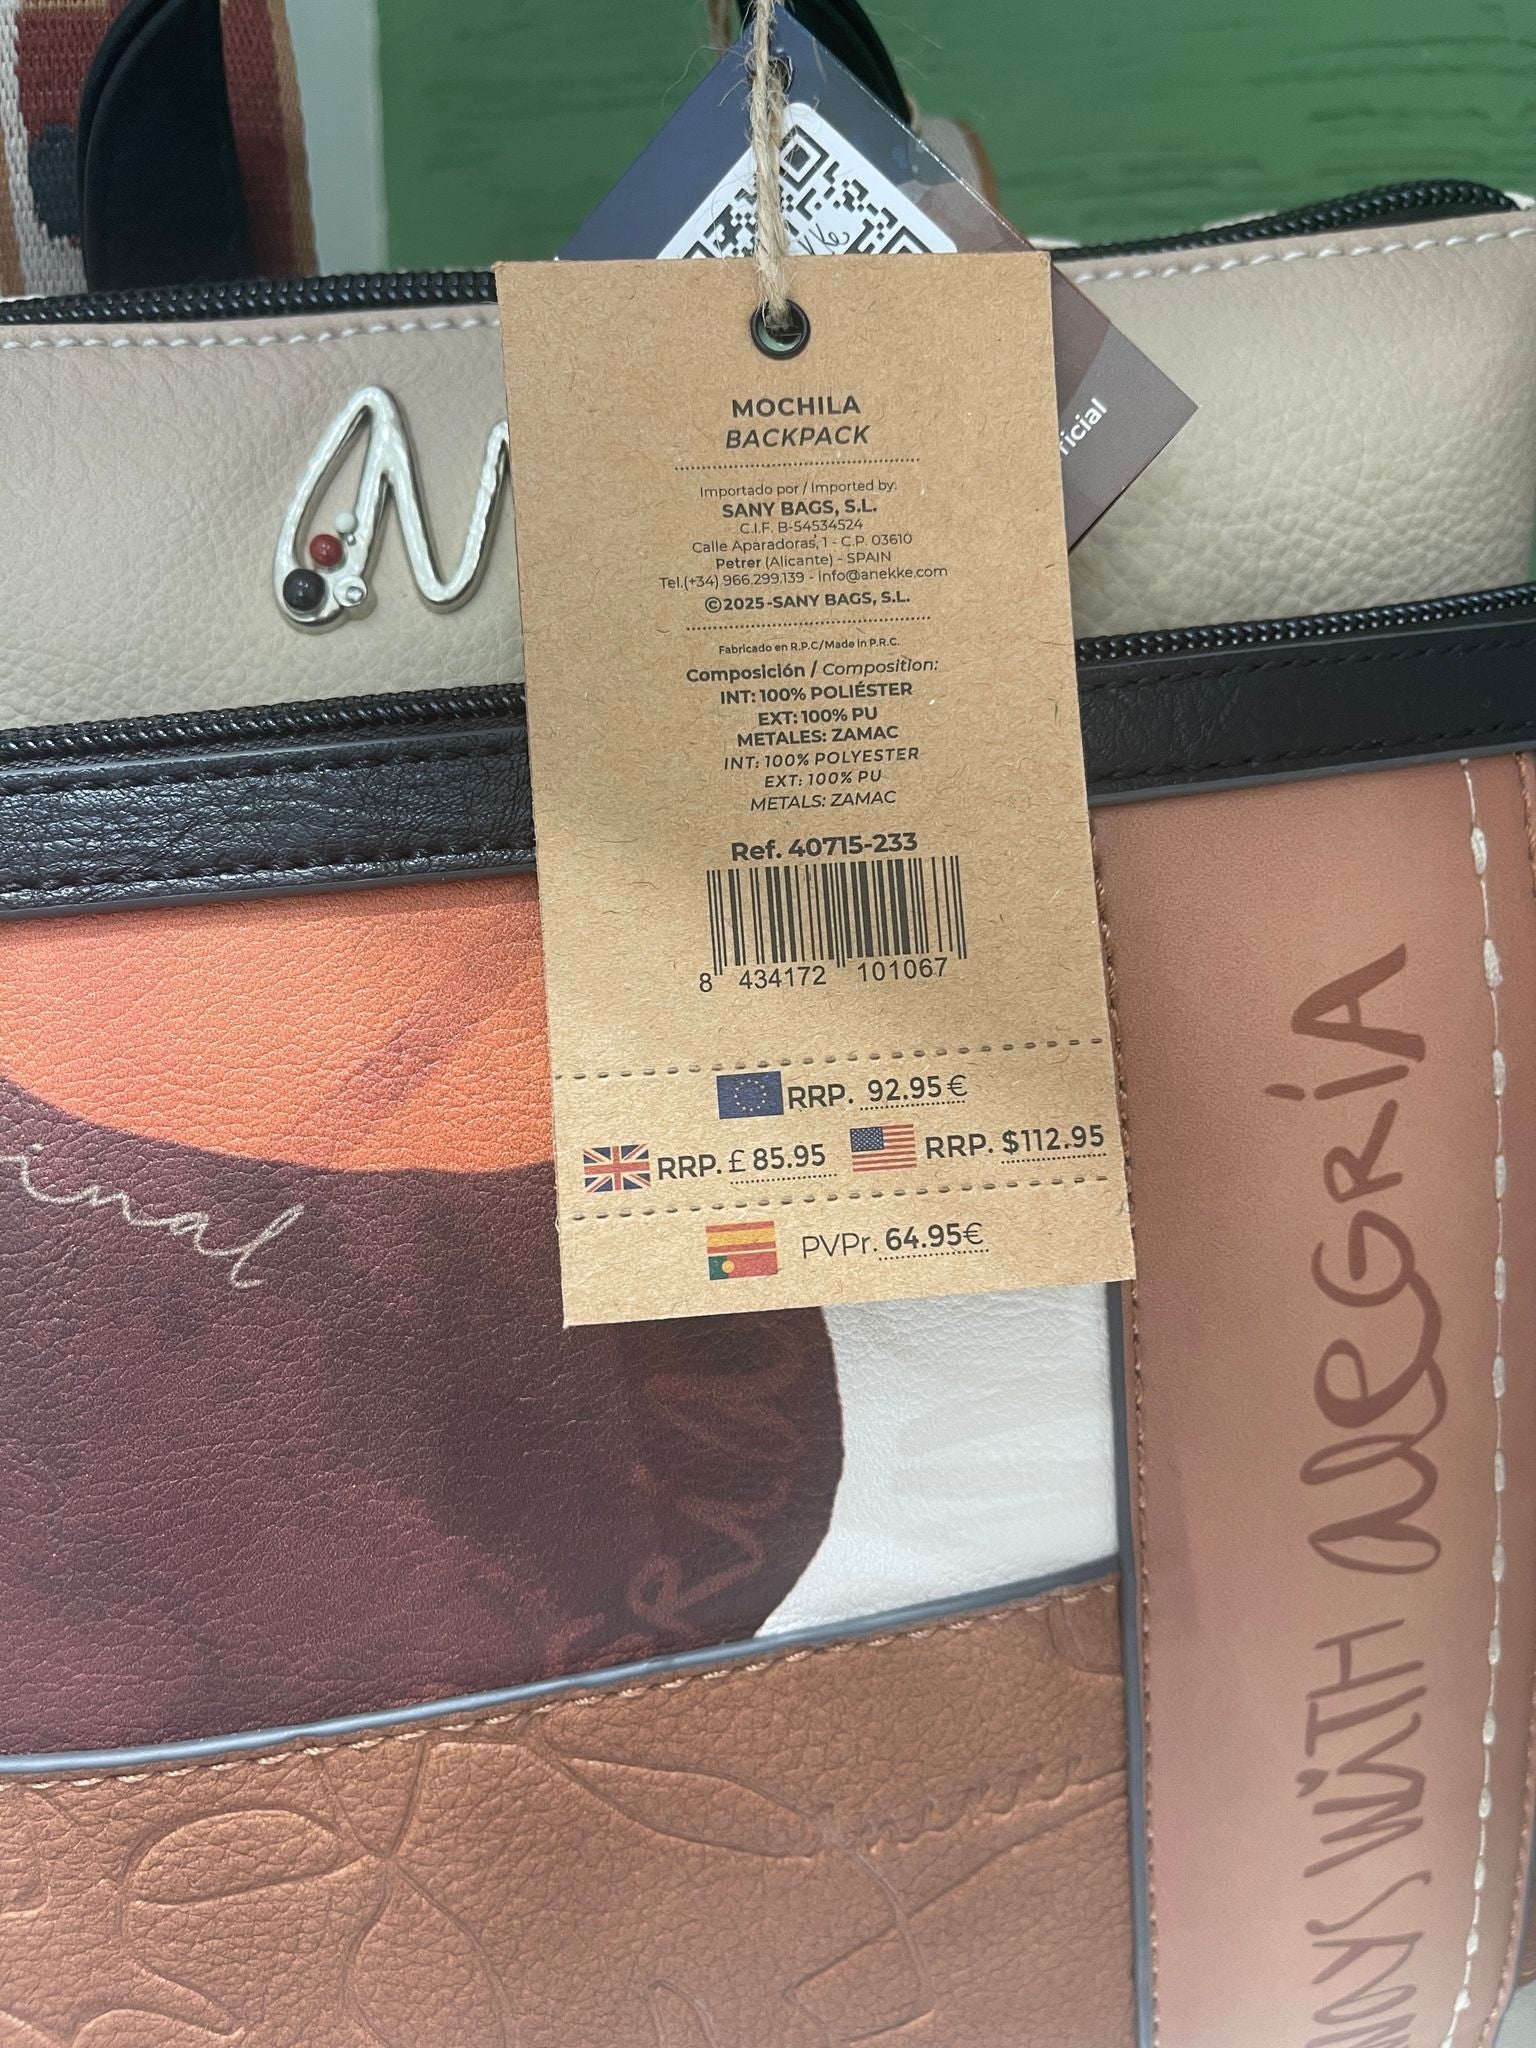 ficial
MOCHILA
BACKPACK
Importado por / Imported by:
SANY BAGS, S.L.
C.I.F. B-54534524
Calle Aparadoras, 1 - C.P. 03610
Petrer (Alicante) - SPAIN
Tel.(+34) 966.299.139 - info@anekke.com
©2025-SANY BAGS, S.L.
Fabricado en R.P.C/Made in P.R.C.
Composición / Composition:
INT: 100% POLIÉSTER
EXT: 100% PU
METALES: ZAMAC
INT: 100% POLYESTER
EXT: 100% PU
METALS: ZAMAC
Ref. 40715-233
8 434172 101067
RRP. 92.95€
RRP. £ 85.95 RRP. $112.95
PVPr. 64.95€
inal
WITH ALEGRIA